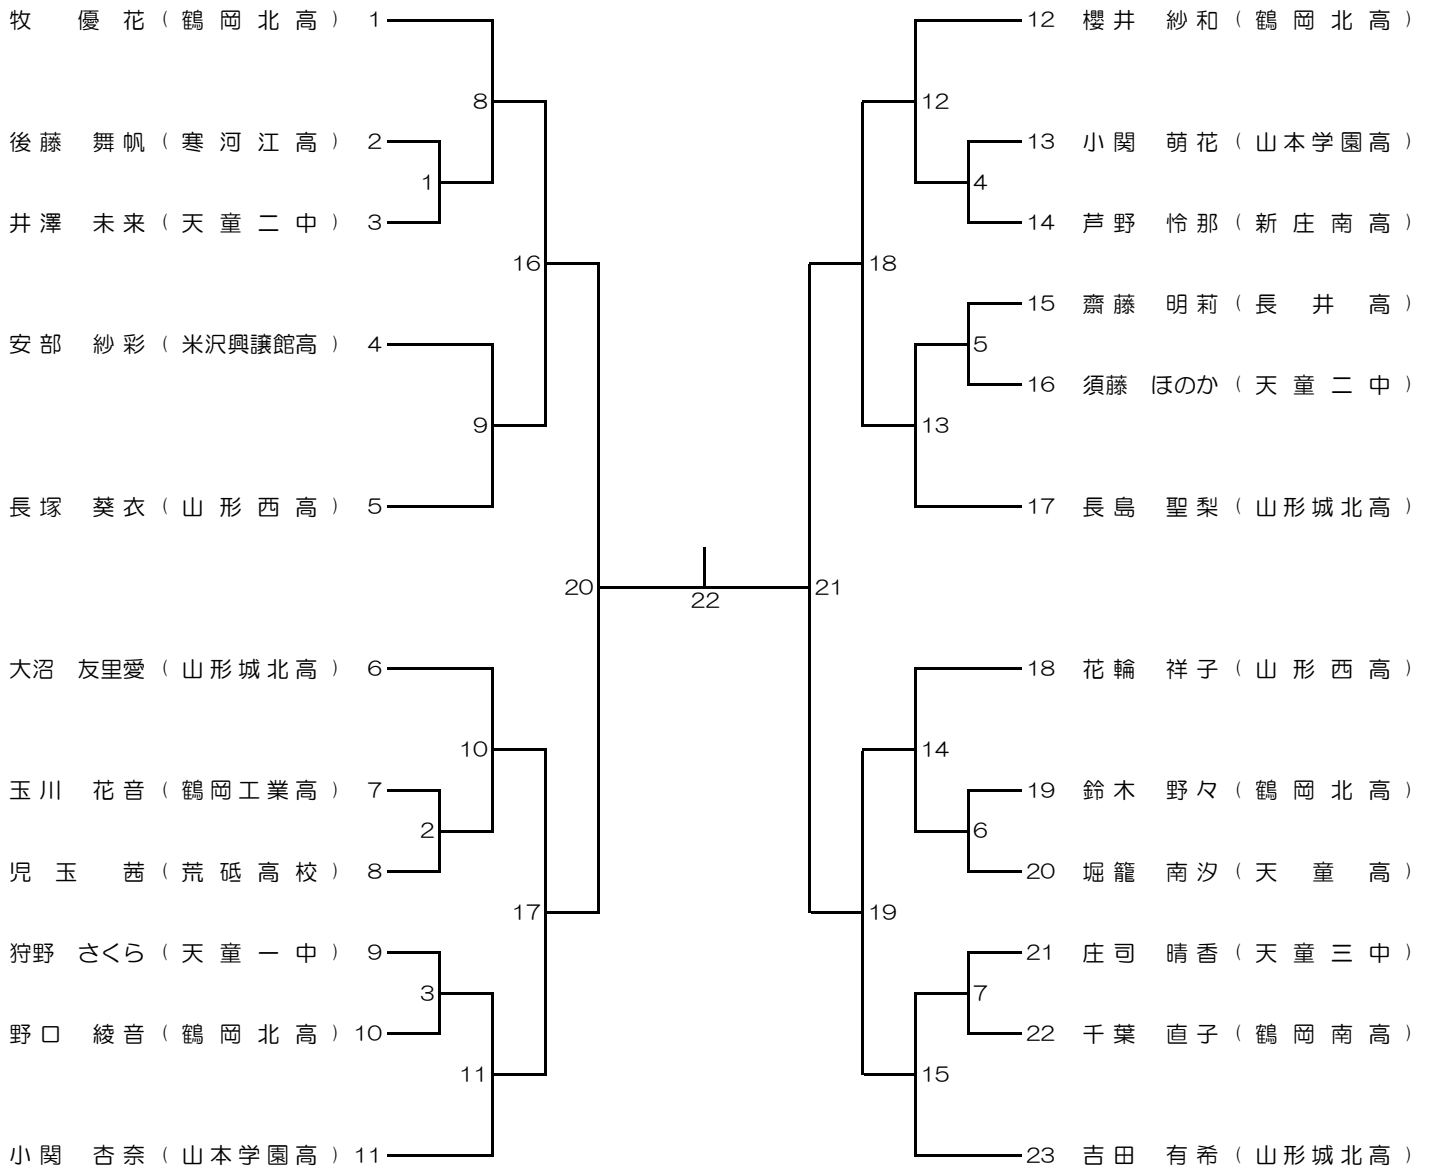 牧 優花 ( 鶴岡北高 ) 1
8
後藤 舞帆 ( 寒河江高 ) 2
1
井澤 未来 ( 天童二中 ) 3
16
安部 紗彩 ( 米沢興譲館高 ) 4
9
長塚 葵衣 ( 山形西高 ) 5
20
大沼 友里愛 ( 山形城北高 ) 6
10
玉川 花音 ( 鶴岡工業高 ) 7
2
児玉 茜 ( 荒砥高校 ) 8
17
狩野 さくら ( 天童一中 ) 9
3
野口 綾音 ( 鶴岡北高 ) 10
11
小関 杏奈 ( 山本学園高 ) 11
22
12 櫻井 紗和 ( 鶴岡北高 )
12
13 小関 萌花 ( 山本学園高 )
4
14 芦野 怜那 ( 新庄南高 )
18
15 齋藤 明莉 ( 長井高 )
5
16 須藤 ほのか ( 天童二中 )
13
17 長島 聖梨 ( 山形城北高 )
21
18 花輪 祥子 ( 山形西高 )
14
19 鈴木 野々 ( 鶴岡北高 )
6
20 堀籠 南汐 ( 天童高 )
19
21 庄司 晴香 ( 天童三中 )
7
22 千葉 直子 ( 鶴岡南高 )
15
23 吉田 有希 ( 山形城北高 )